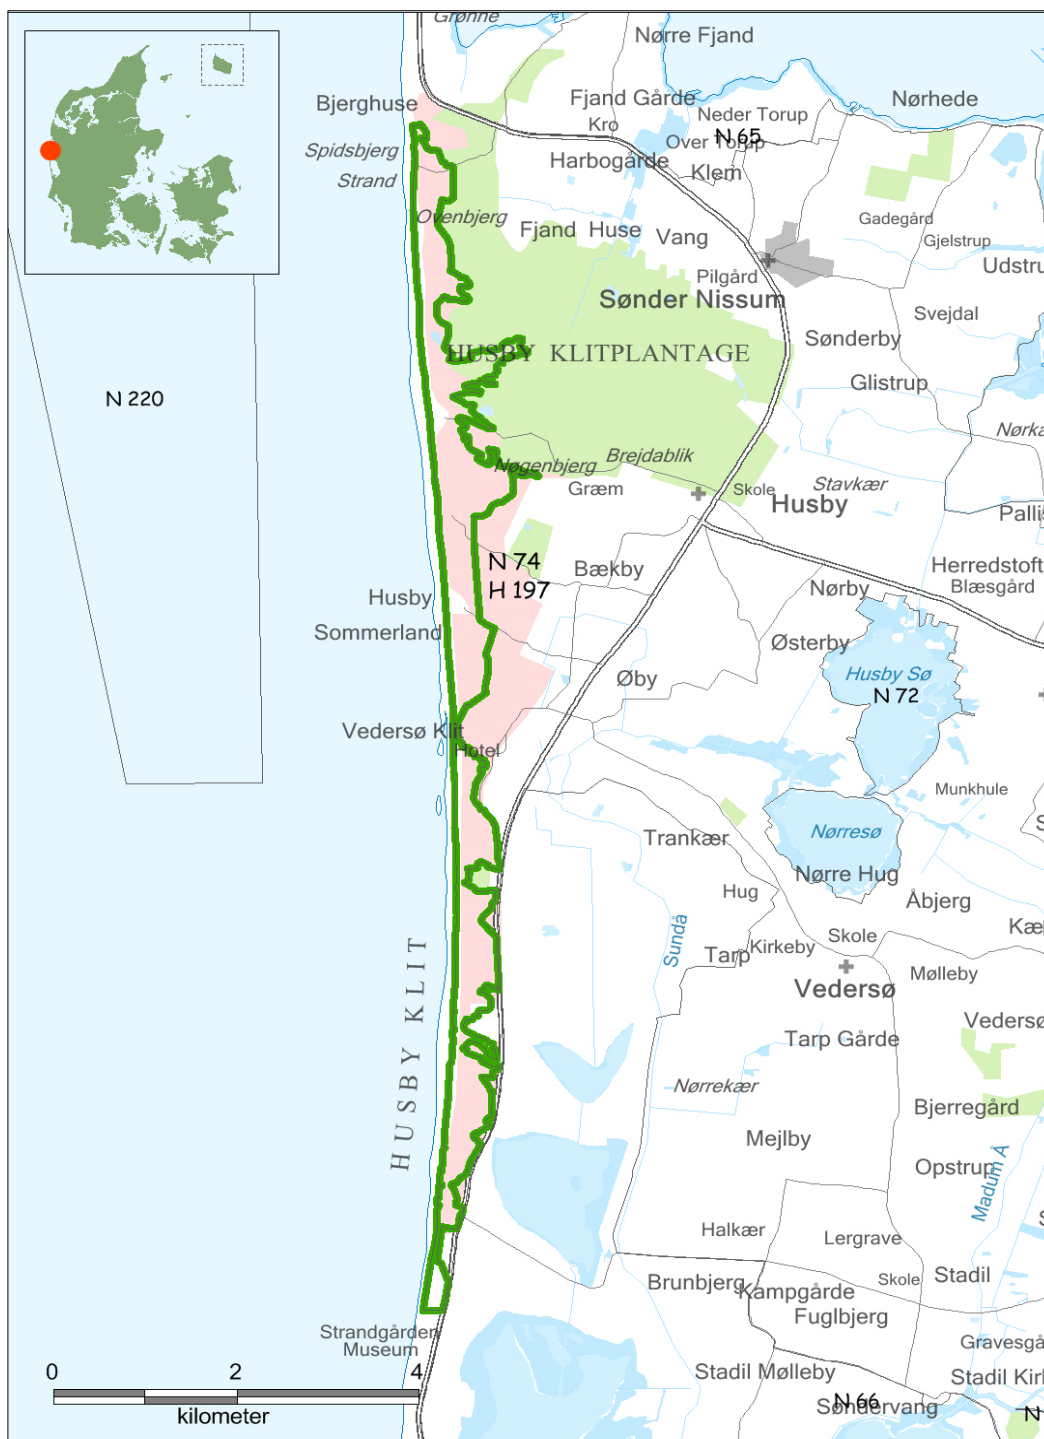 Grønne
Nørre Fjand
Bjerghuse
Fjand Gårde
Nørhede
Kro
Neder Torup
N 65
Over Torup
Spidsbjerg
Strand
Harbogårde
Klem
Ovenbjerg
Fjand Huse
Vang
Gadegård
Gjelstrup
Udstru
Pilgård
Sønder Nissum
Svejdal
Sønderby
HUSBY KLITPLANTAGE
Glistrup
N 220
Nørka
Brejdablik
Nøgenbjerg
Græm
Skole
Stavkær
Husby
Pallis
N 74
H 197
Bækby
Herredstoft
Blæsgård
Nørby
Husby
Sommerland
Østerby
Øby
Husby Sø
N 72
Vedersø Klit
Hotel
Munkhule
S
Trankær
Nørresø
Nørre Hug
Hug
Åbjerg
Sundå
Kær
Skole
Kirkeby
Tarp
Mølleby
Vedersø
Vedersø
Tarp Gårde
HUSBY KLIT
Nørrekær
Bjerregård
Mejlby
Opstrup
Madum Å
S
Halkær
Lergrave
Brunbjerg
Kampgårde
Skole
Stadil
Fuglbjerg
Strandgården
Museum
Gravesgå
Stadil Mølleby
Stadil Kirk
N 66
Søndervang
N
0 2 4
kilometer